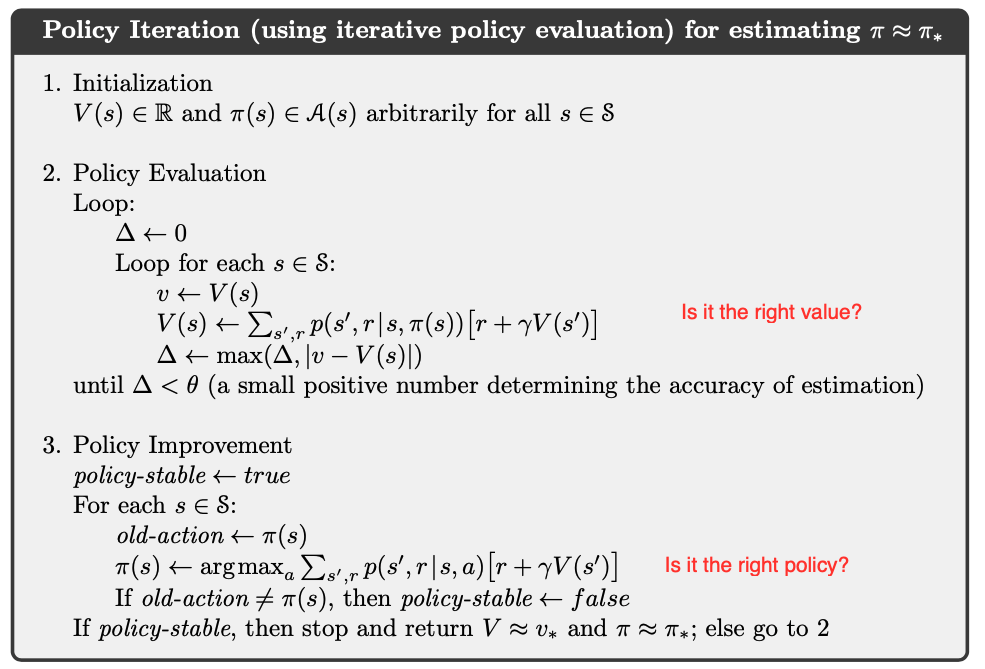 Policy Iteration (using iterative policy evaluation) for estimating π ≈ π∗
1. Initialization
V(s) ∈ ℝ and π(s) ∈ 𝒜(s) arbitrarily for all s ∈ 𝒮
2. Policy Evaluation
Loop:
Δ ← 0
Loop for each s ∈ 𝒮:
v ← V(s)
V(s) ← ∑_{s′,r} p(s′, r|s, π(s))[r + γV(s′)]
Is it the right value?
Δ ← max(Δ, |v − V(s)|)
until Δ < θ (a small positive number determining the accuracy of estimation)
3. Policy Improvement
policy-stable ← true
For each s ∈ 𝒮:
old-action ← π(s)
π(s) ← argmax_a ∑_{s′,r} p(s′, r|s, a)[r + γV(s′)]
Is it the right policy?
If old-action ≠ π(s), then policy-stable ← false
If policy-stable, then stop and return V ≈ v∗ and π ≈ π∗; else go to 2